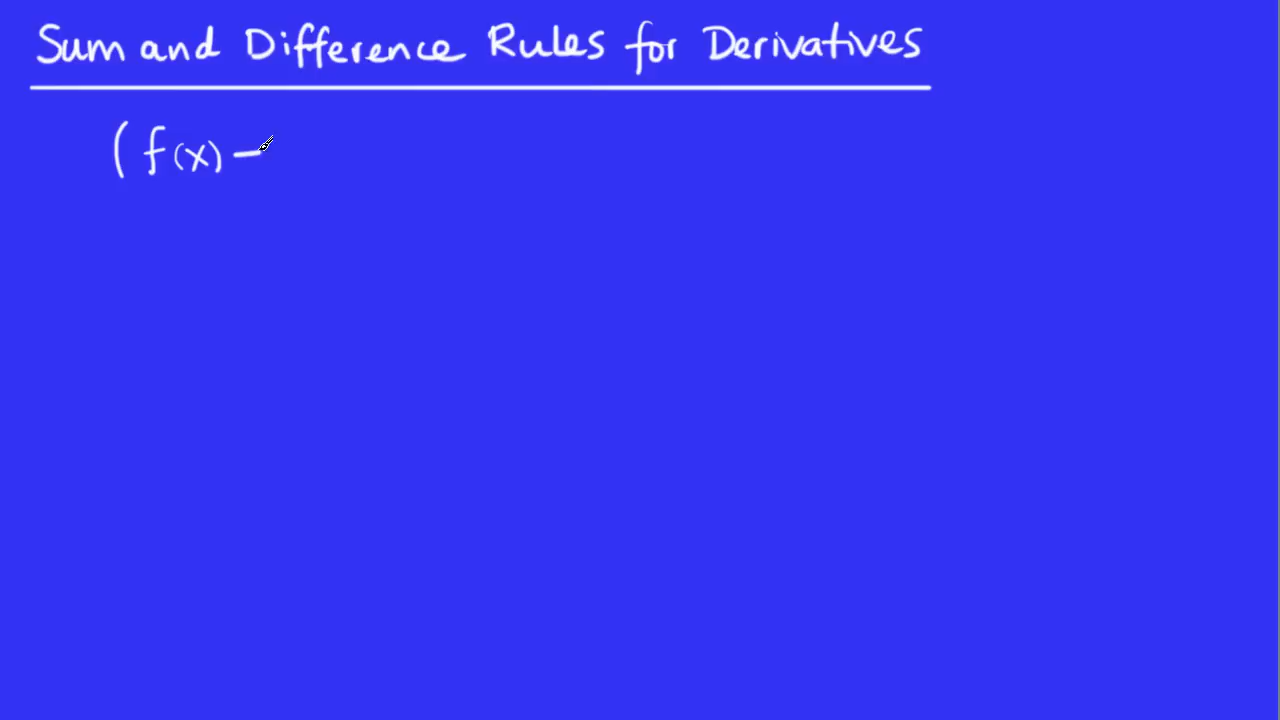 Sum and Difference Rules for Derivatives
( f(x) -